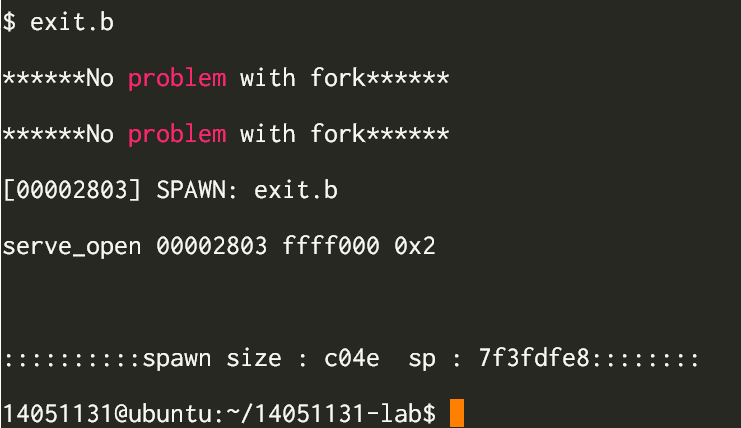 $ exit.b
******No problem with fork******
******No problem with fork******
[00002803] SPAWN: exit.b
serve_open 00002803 ffff000 0x2
::::::::::spawn size : c04e  sp : 7f3fdfe8::::::::
14051131@ubuntu:~/14051131-lab$